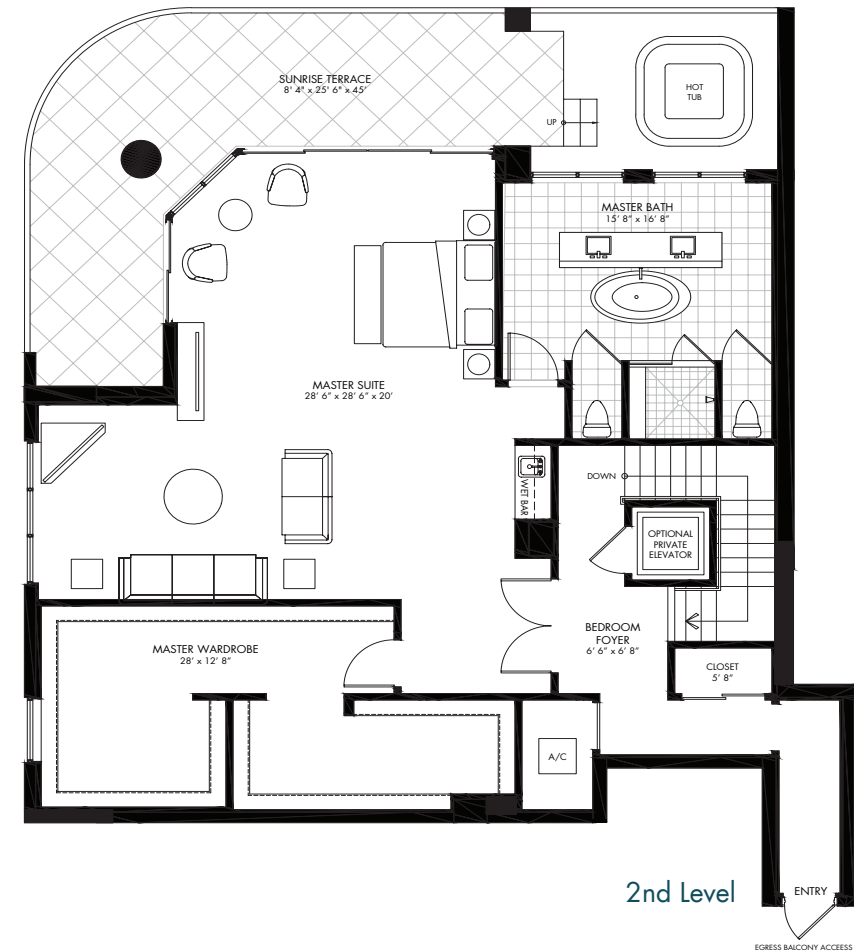 SUNRISE TERRACE
8' 4" x 25' 6" x 45'
HOT
TUB
UP
MASTER BATH
15' 8" x 16' 8"
MASTER SUITE
28' 6" x 28' 6" x 20'
WET BAR
DOWN
OPTIONAL
PRIVATE
ELEVATOR
BEDROOM
FOYER
6' 6" x 6' 8"
MASTER WARDROBE
28' x 12' 8"
CLOSET
5' 8"
A/C
2nd Level
ENTRY
EGRESS BALCONY ACCEESS